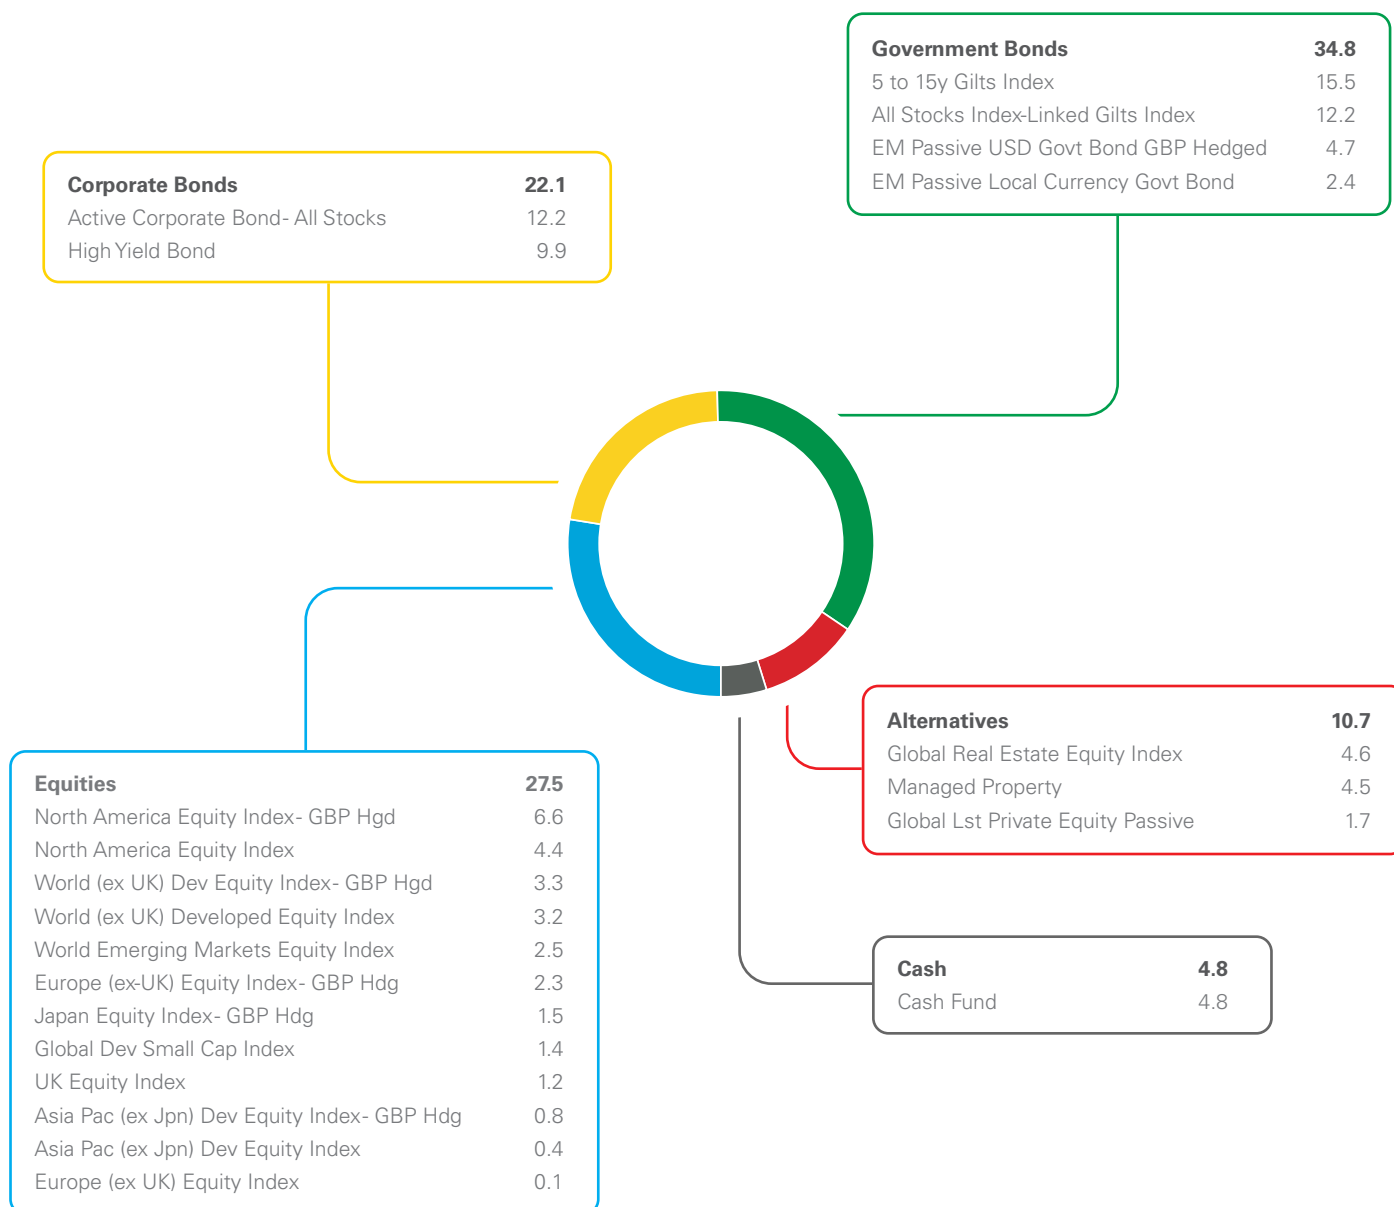 Government Bonds 34.8
5 to 15y Gilts Index 15.5
All Stocks Index-Linked Gilts Index 12.2
EM Passive USD Govt Bond GBP Hedged 4.7
EM Passive Local Currency Govt Bond 2.4
Corporate Bonds 22.1
Active Corporate Bond- All Stocks 12.2
High Yield Bond 9.9
Alternatives 10.7
Global Real Estate Equity Index 4.6
Managed Property 4.5
Global Lst Private Equity Passive 1.7
Equities 27.5
North America Equity Index- GBP Hgd 6.6
North America Equity Index 4.4
World (ex UK) Dev Equity Index- GBP Hgd 3.3
World (ex UK) Developed Equity Index 3.2
World Emerging Markets Equity Index 2.5
Europe (ex-UK) Equity Index- GBP Hdg 2.3
Japan Equity Index- GBP Hdg 1.5
Global Dev Small Cap Index 1.4
UK Equity Index 1.2
Asia Pac (ex Jpn) Dev Equity Index- GBP Hdg 0.8
Asia Pac (ex Jpn) Dev Equity Index 0.4
Europe (ex UK) Equity Index 0.1
Cash 4.8
Cash Fund 4.8